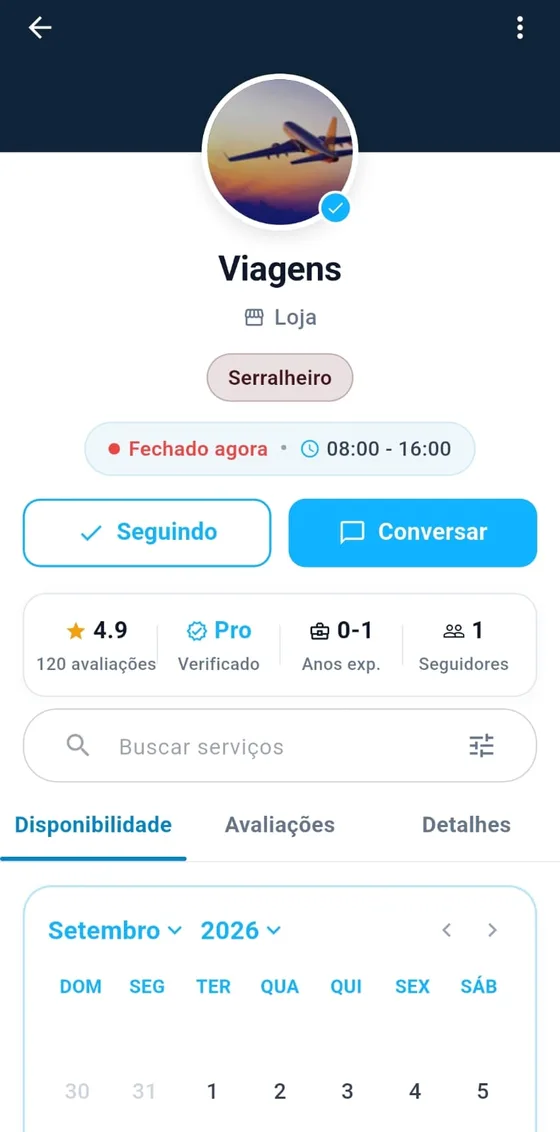 Viagens
Loja
Serralheiro
Fechado agora • 08:00 - 16:00
Seguindo Conversar
4.9 Pro 0-1 1
120 avaliações Verificado Anos exp. Seguidores
Buscar serviços
Disponibilidade Avaliações Detalhes
Setembro 2026
DOM SEG TER QUA QUI SEX SÁB
30 31 1 2 3 4 5